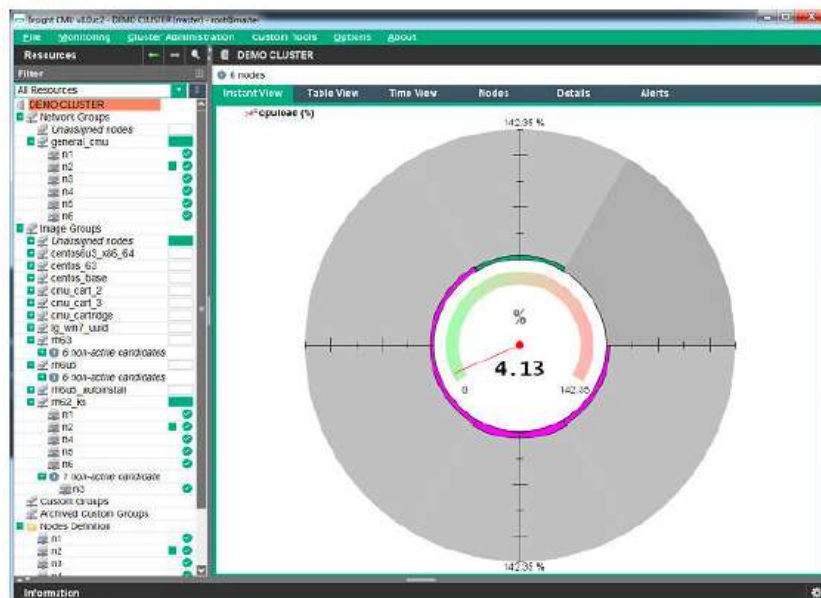 Insight CMU v8.0.c2 - DEMO CLUSTER (master) - root@master
File Monitoring Cluster Administration Custom Tools Options About
Resources
DEMO CLUSTER
Filter
6 nodes
All Resources
Instant View Table View Time View Nodes Details Alerts
DEMO CLUSTER
Network Groups
Unassigned nodes
general_cmu
n1
n2
n3
n4
n5
n6
Image Groups
Unassigned nodes
centos6u3_x86_64
centos_63
centos_base
cmu_cart_2
cmu_cart_3
cmu_cartridge
ig_win7_uuid
rh63
6 non-active candidates
rh6u5
6 non-active candidates
rh6u5_autoinstall
rh62_ks
n1
n2
n4
n5
n6
1 non-active candidate
n3
Custom Groups
Archived Custom Groups
Nodes Definition
n1
n2
n3
cpuload (%)
142.35 %
%
4.13
0
142.35
142.35 %
Information